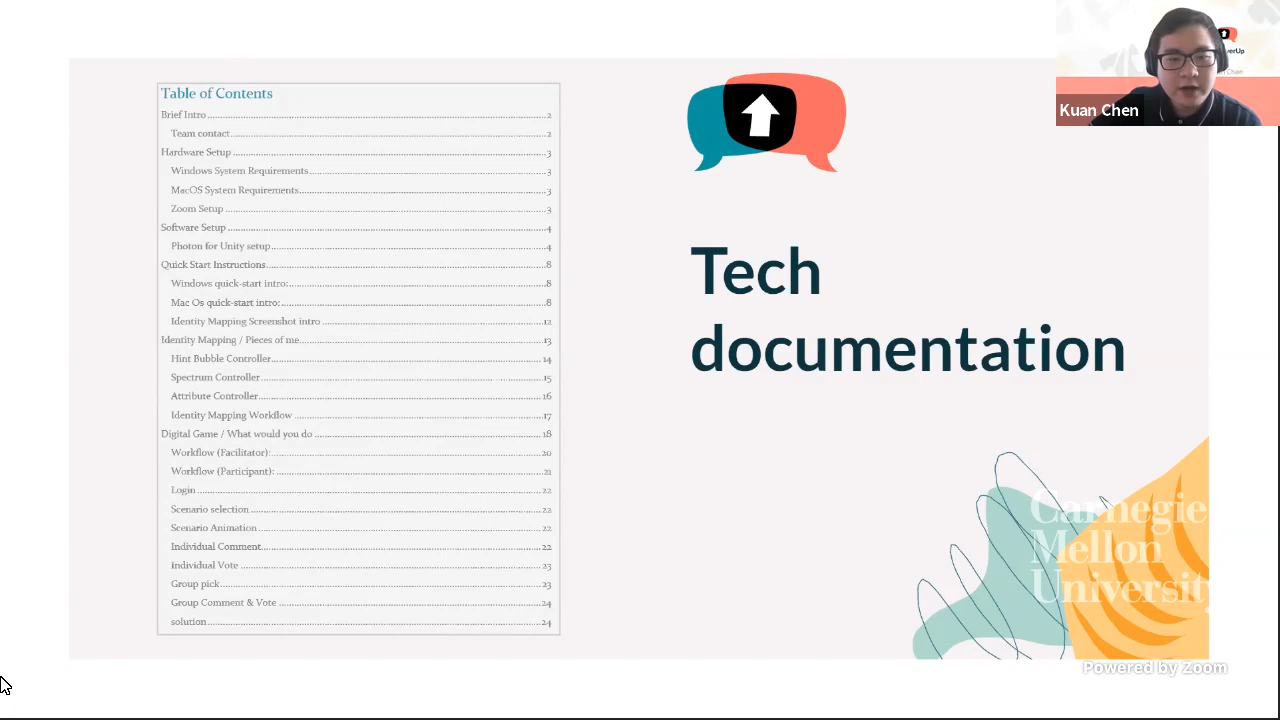 Table of Contents
Brief Intro 2
Team contact 2
Hardware Setup 3
Windows System Requirements 3
MacOS System Requirements 3
Zoom Setup 3
Software Setup 4
Photon for Unity setup 4
Quick Start Instructions 8
Windows quick-start intro: 8
Mac Os quick-start intro: 8
Identity Mapping Screenshot intro 12
Identity Mapping / Pieces of me 13
Hint Bubble Controller 14
Spectrum Controller 15
Attribute Controller 16
Identity Mapping Workflow 17
Digital Game / What would you do 18
Workflow (Facilitator): 20
Workflow (Participant): 21
Login 22
Scenario selection 22
Scenario Animation 22
Individual Comment 22
Individual Vote 23
Group pick 23
Group Comment & Vote 24
solution 24
Tech
documentation
Kuan Chen
Carnegie
Mellon
University
Powered by Zoom